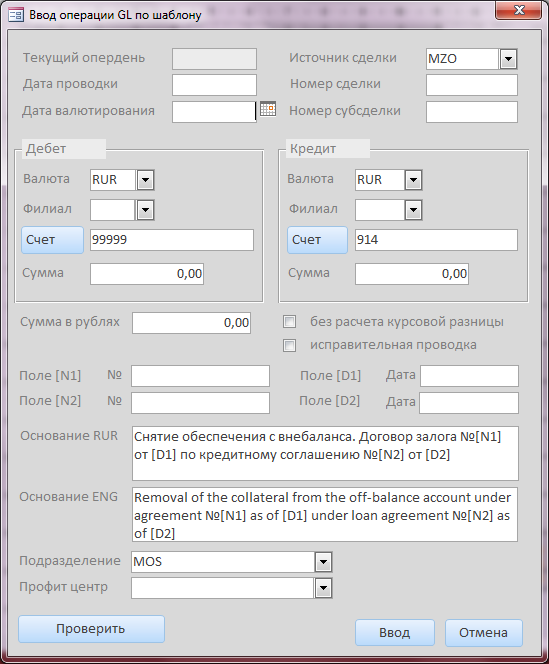 Ввод операции GL по шаблону
Текущий опердень
Источник сделки MZO
Дата проводки
Номер сделки
Дата валютирования
Номер субсделки
Дебет
Кредит
Валюта RUR
Валюта RUR
Филиал
Филиал
Счет 99999
Счет 914
Сумма 0,00
Сумма 0,00
Сумма в рублях 0,00
без расчета курсовой разницы
исправительная проводка
Поле [N1] № Поле [D1] Дата
Поле [N2] № Поле [D2] Дата
Основание RUR
Снятие обеспечения с внебаланса. Договор залога №[N1]
от [D1] по кредитному соглашению №[N2] от [D2]
Основание ENG
Removal of the collateral from the off-balance account under
agreement №[N1] as of [D1] under loan agreement №[N2] as
of [D2]
Подразделение MOS
Профит центр
Проверить
Ввод
Отмена